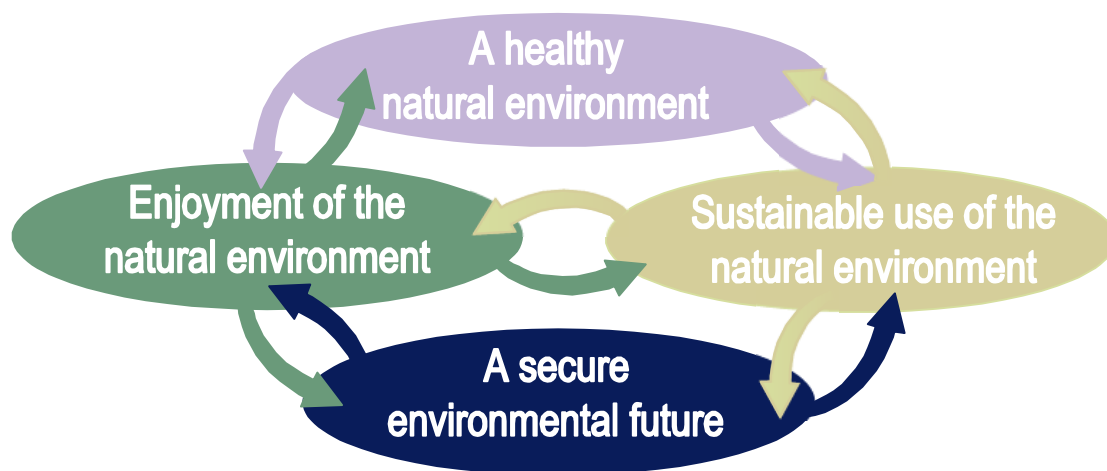 A healthy
natural environment
Enjoyment of the
natural environment
Sustainable use of the
natural environment
A secure
environmental future